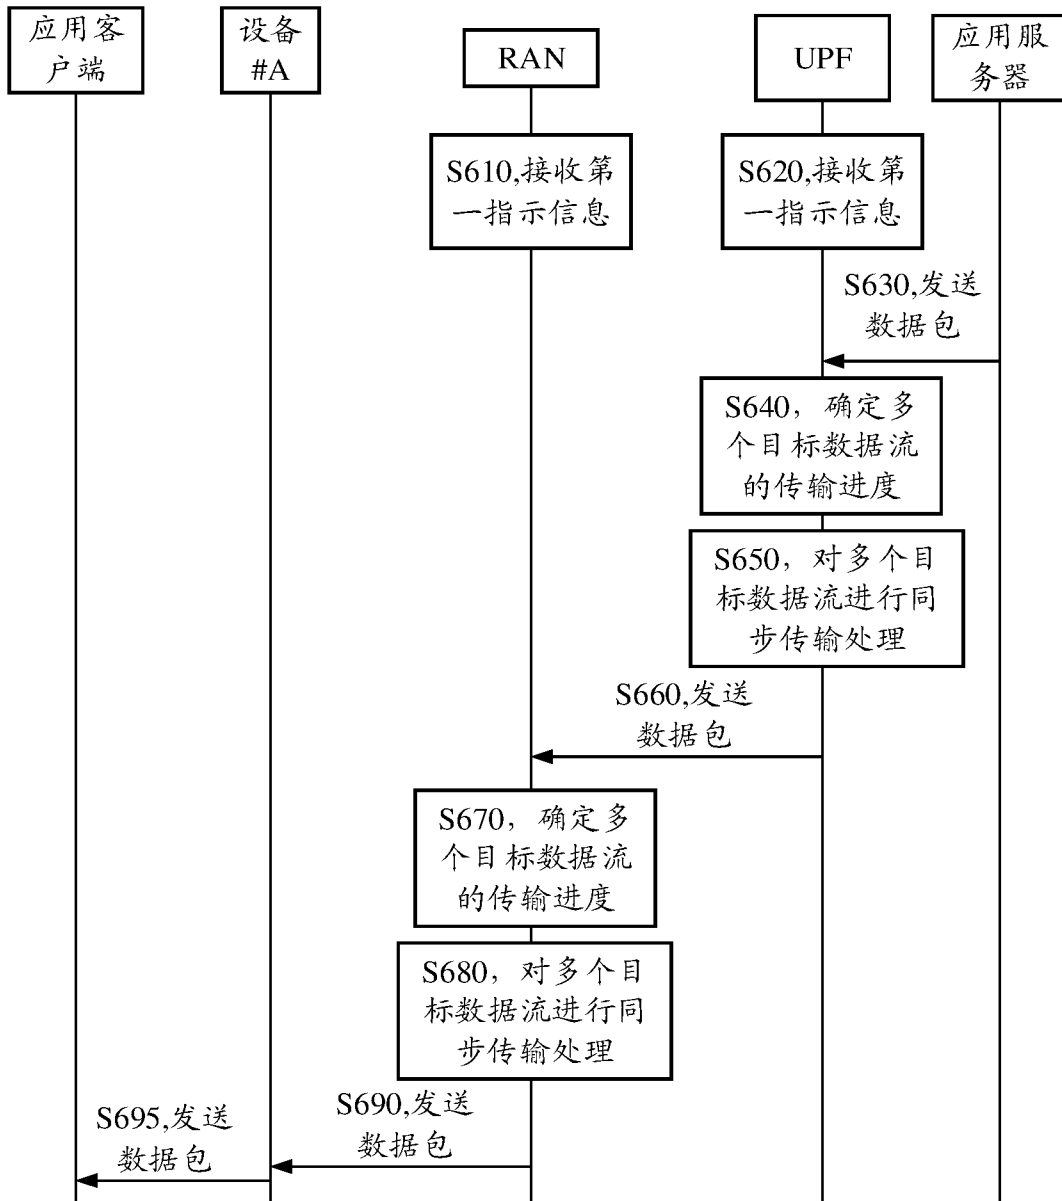 应用客
户端
设备
#A
RAN
UPF
应用服
务器
S610,接收第
一指示信息
S620,接收第
一指示信息
S630,发送
数据包
S640，确定多
个目标数据流
的传输进度
S650，对多个目
标数据流进行同
步传输处理
S660,发送
数据包
S670，确定多
个目标数据流
的传输进度
S680，对多个目
标数据流进行同
步传输处理
S690,发送
数据包
S695,发送
数据包